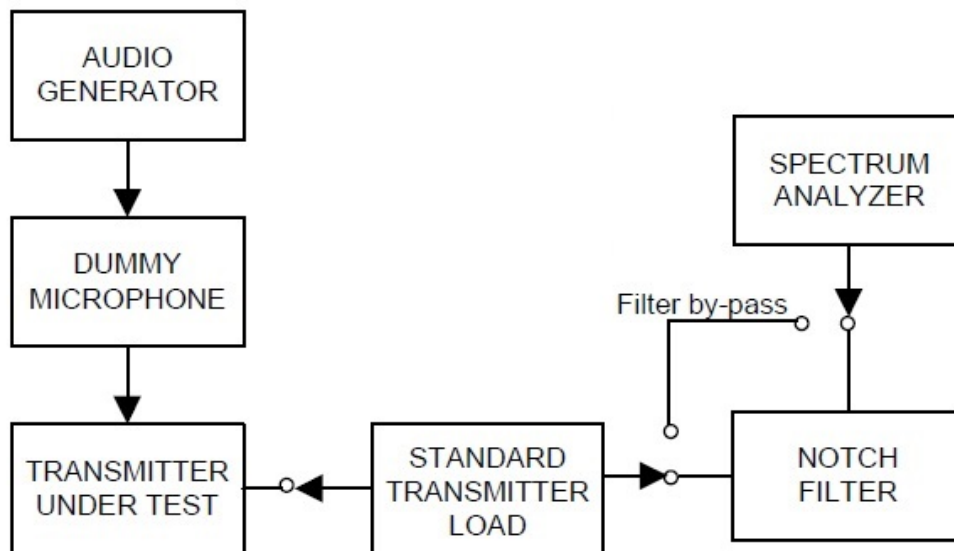 AUDIO
GENERATOR
SPECTRUM
ANALYZER
DUMMY
MICROPHONE
Filter by-pass
TRANSMITTER
UNDER TEST
STANDARD
TRANSMITTER
LOAD
NOTCH
FILTER